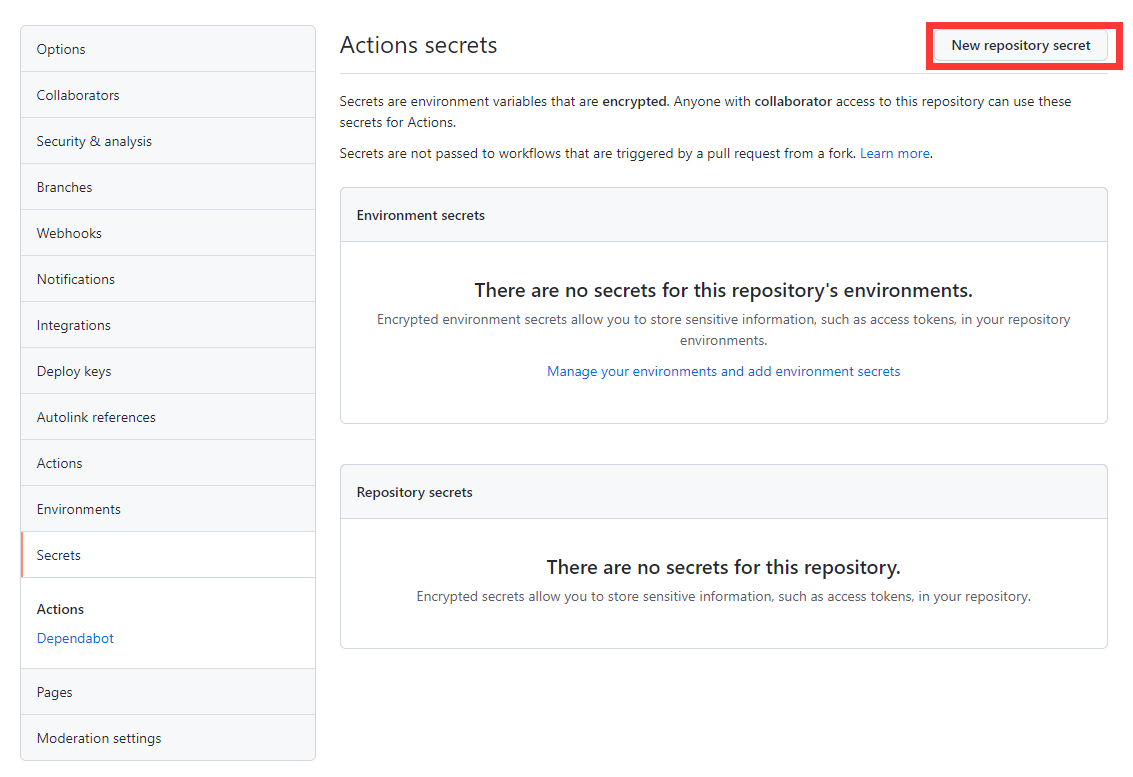 Options
Collaborators
Security & analysis
Branches
Webhooks
Notifications
Integrations
Deploy keys
Autolink references
Actions
Environments
Secrets
Actions
Dependabot
Pages
Moderation settings
Actions secrets
New repository secret
Secrets are environment variables that are encrypted. Anyone with collaborator access to this repository can use these
secrets for Actions.
Secrets are not passed to workflows that are triggered by a pull request from a fork. Learn more.
Environment secrets
There are no secrets for this repository's environments.
Encrypted environment secrets allow you to store sensitive information, such as access tokens, in your repository
environments.
Manage your environments and add environment secrets
Repository secrets
There are no secrets for this repository.
Encrypted secrets allow you to store sensitive information, such as access tokens, in your repository.